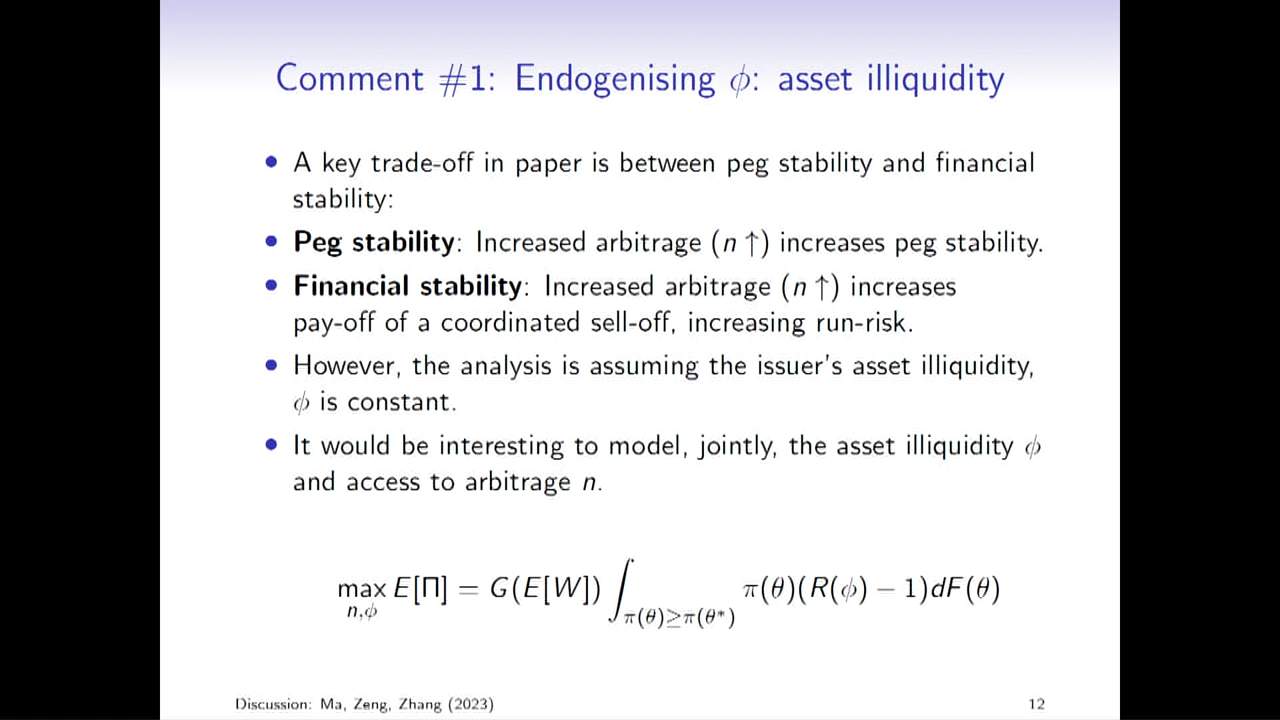 Comment #1: Endogenising ϕ: asset illiquidity
• A key trade-off in paper is between peg stability and financial
stability:
• Peg stability: Increased arbitrage (n ↑) increases peg stability.
• Financial stability: Increased arbitrage (n ↑) increases
pay-off of a coordinated sell-off, increasing run-risk.
• However, the analysis is assuming the issuer's asset illiquidity,
ϕ is constant.
• It would be interesting to model, jointly, the asset illiquidity ϕ
and access to arbitrage n.
max_{n,ϕ} E[Π] = G(E[W]) ∫_{π(θ)≥π(θ*)} π(θ)(R(ϕ) − 1)dF(θ)
Discussion: Ma, Zeng, Zhang (2023)
12